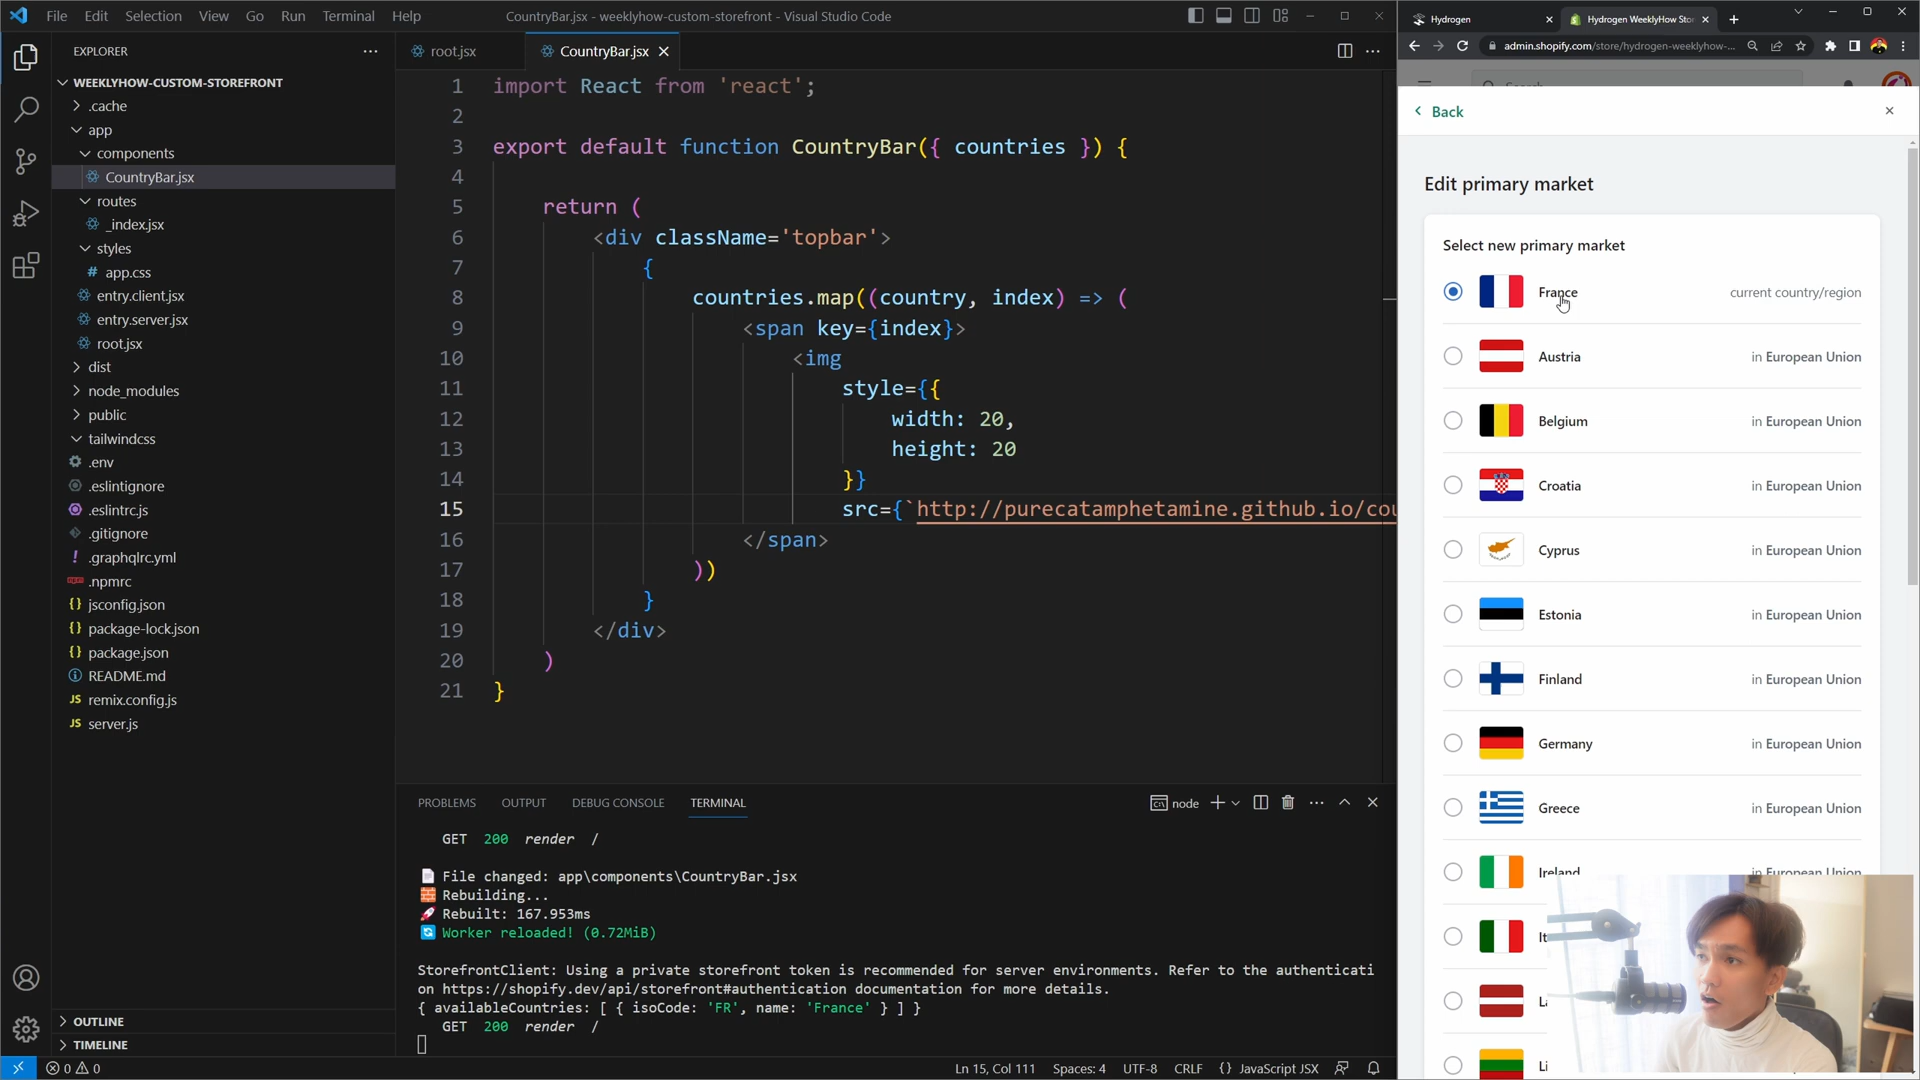 File Edit Selection View Go Run Terminal Help
CountryBar.jsx - weeklyhow-custom-storefront - Visual Studio Code
EXPLORER
WEEKLYHOW-CUSTOM-STOREFRONT
.cache
app
components
CountryBar.jsx
routes
_index.jsx
styles
# app.css
entry.client.jsx
entry.server.jsx
root.jsx
dist
node_modules
public
tailwindcss
.env
.eslintignore
.eslintrc.js
.gitignore
! .graphqlrc.yml
.npmrc
{} jsconfig.json
{} package-lock.json
{} package.json
README.md
JS remix.config.js
JS server.js
OUTLINE
TIMELINE
root.jsx
CountryBar.jsx
1 import React from 'react';
2
3 export default function CountryBar({ countries }) {
4
5 return (
6 <div className='topbar'>
7 {
8 countries.map((country, index) => (
9 <span key={index}>
10 <img
11 style={{
12 width: 20,
13 height: 20
14 }}
15 src={`http://purecatamphetamine.github.io/cou
16 </span>
17 ))
18 }
19 </div>
20 )
21 }
PROBLEMS OUTPUT DEBUG CONSOLE TERMINAL
node
GET 200 render /
File changed: app\components\CountryBar.jsx
Rebuilding...
Rebuilt: 167.953ms
Worker reloaded! (0.72MiB)
StorefrontClient: Using a private storefront token is recommended for server environments. Refer to the authenticati
on https://shopify.dev/api/storefront#authentication documentation for more details.
{ availableCountries: [ { isoCode: 'FR', name: 'France' } ] }
GET 200 render /
0 0
Ln 15, Col 111 Spaces: 4 UTF-8 CRLF {} JavaScript JSX
Hydrogen
Hydrogen WeeklyHow Sto
admin.shopify.com/store/hydrogen-weeklyhow-...
Search
Back
Edit primary market
Select new primary market
France current country/region
Austria in European Union
Belgium in European Union
Croatia in European Union
Cyprus in European Union
Estonia in European Union
Finland in European Union
Germany in European Union
Greece in European Union
Ireland in European Union